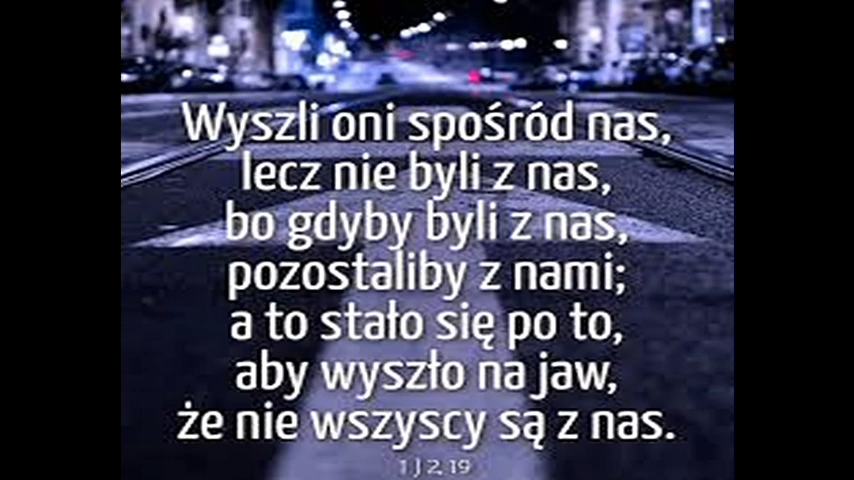 Wyszli oni spośród nas,
lecz nie byli z nas,
bo gdyby byli z nas,
pozostaliby z nami;
a to stało się po to,
aby wyszło na jaw,
że nie wszyscy są z nas.
1 J 2, 19